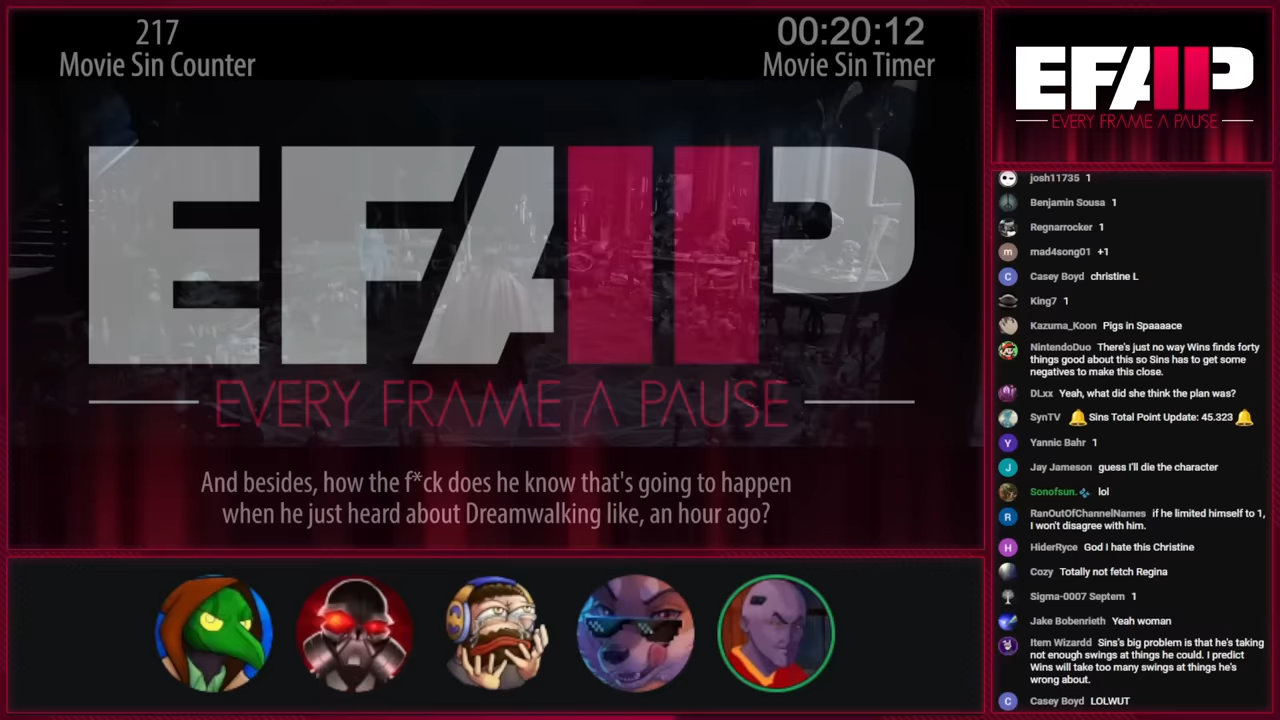 217
Movie Sin Counter
00:20:12
Movie Sin Timer
EFAP
EVERY FRAME A PAUSE
And besides, how the f*ck does he know that's going to happen
when he just heard about Dreamwalking like, an hour ago?
EFAP
EVERY FRAME A PAUSE
josh11735 1
Benjamin Sousa 1
Regnarrocker 1
m mad4song01 +1
C Casey Boyd christine L
King7 1
Kazuma_Koon Pigs in Spaaaace
NintendoDuo There's just no way Wins finds forty
things good about this so Sins has to get some
negatives to make this close.
DLxx Yeah, what did she think the plan was?
SynTV 🔔 Sins Total Point Update: 45.323 🔔
Y Yannic Bahr 1
J Jay Jameson guess I'll die the character
Sonofsun. lol
R RanOutOfChannelNames if he limited himself to 1,
I won't disagree with him.
H HiderRyce God I hate this Christine
Cozy Totally not fetch Regina
Sigma-0007 Septem 1
Jake Bobenrieth Yeah woman
Item Wizardd Sins's big problem is that he's taking
not enough swings at things he could. I predict
Wins will take too many swings at things he's
wrong about.
C Casey Boyd LOLWUT